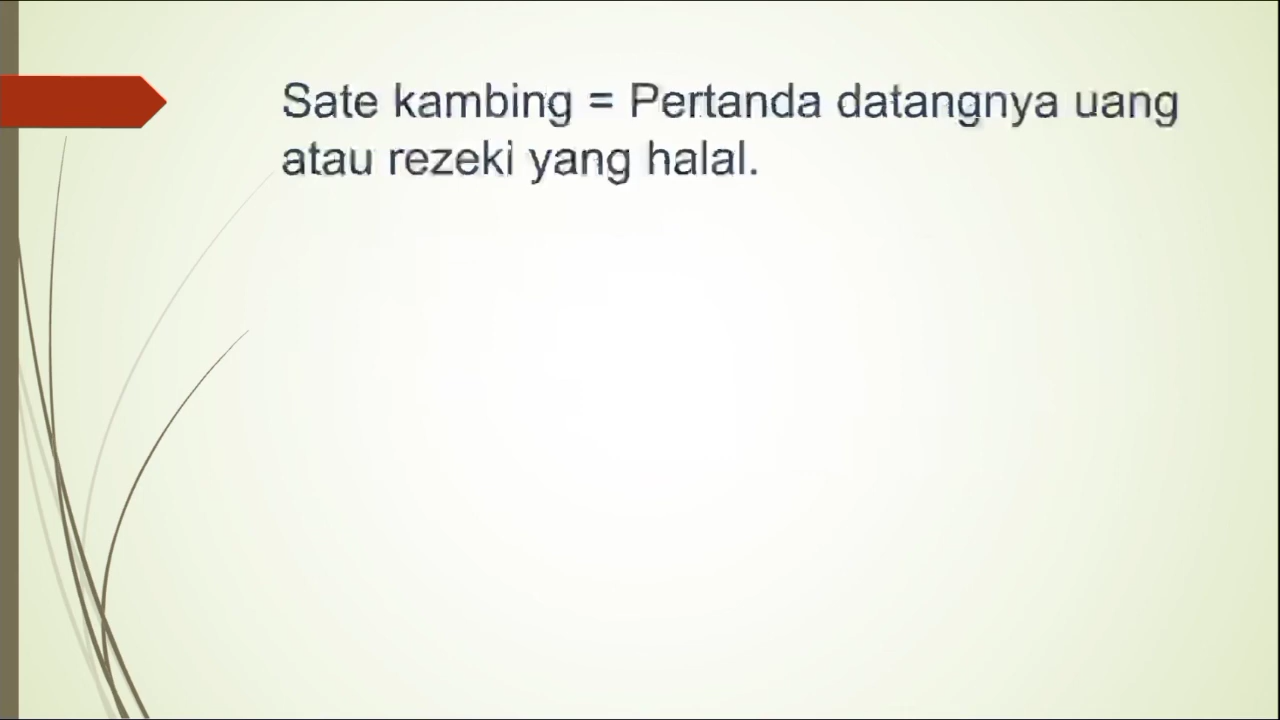 Sate kambing = Pertanda datangnya uang
atau rezeki yang halal.